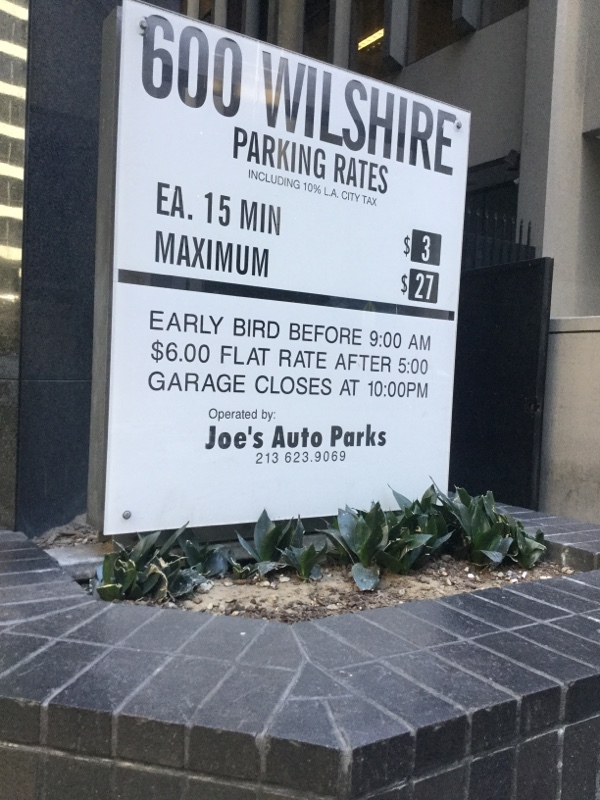 600 WILSHIRE
PARKING RATES
INCLUDING 10% L.A. CITY TAX
EA. 15 MIN $ 3
MAXIMUM $ 27
EARLY BIRD BEFORE 9:00 AM
$6.00 FLAT RATE AFTER 5:00
GARAGE CLOSES AT 10:00PM
Operated by:
Joe's Auto Parks
213 623.9069